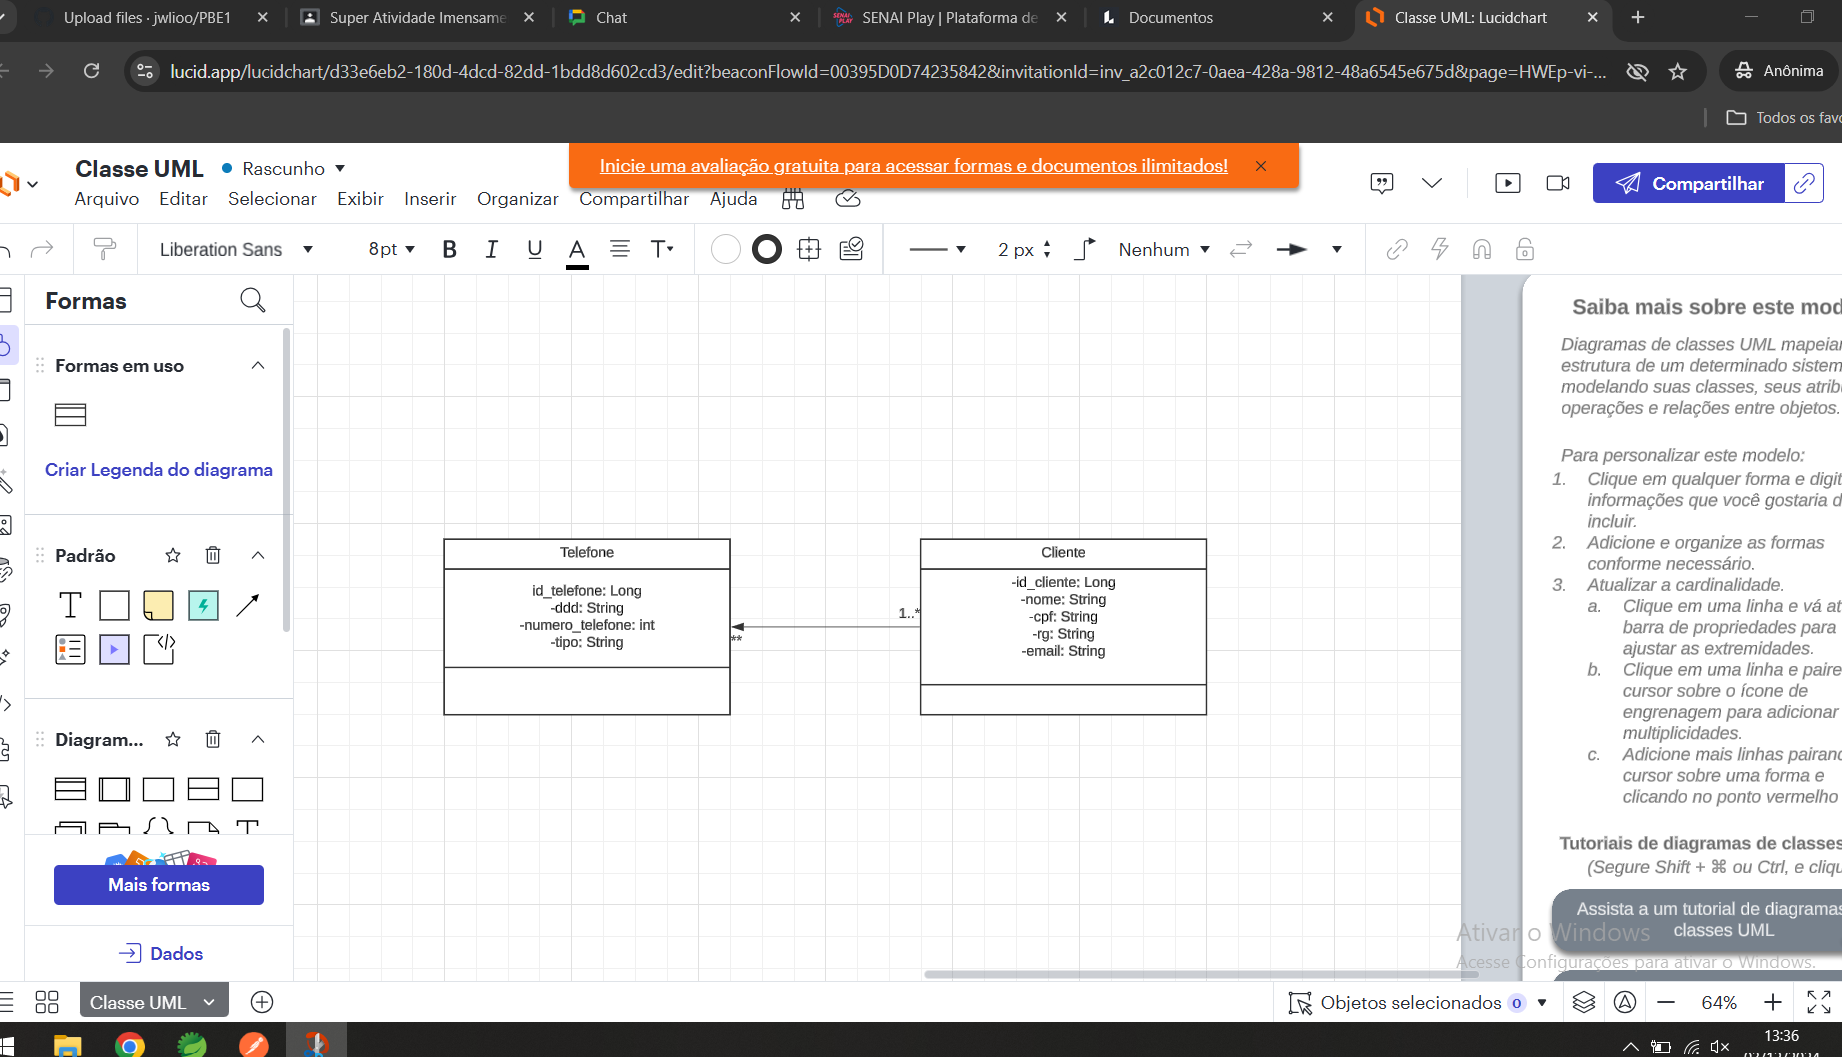 Upload files · jwlioo/PBE1
Super Atividade Imensame
Chat
SENAI Play | Plataforma de
Documentos
Classe UML: Lucidchart
lucid.app/lucidchart/d33e6eb2-180d-4dcd-82dd-1bdd8d602cd3/edit?beaconFlowId=00395D0D74235842&invitationId=inv_a2c012c7-0aea-428a-9812-48a6545e675d&page=HWEp-vi-...
Anônima
Todos os favo
Classe UML
Rascunho
Inicie uma avaliação gratuita para acessar formas e documentos ilimitados!
Compartilhar
Arquivo Editar Selecionar Exibir Inserir Organizar Compartilhar Ajuda
Liberation Sans
8pt
B I U A T
2 px
Nenhum
Formas
Formas em uso
Criar Legenda do diagrama
Padrão
T
Diagram...
Mais formas
Dados
Telefone
id_telefone: Long
-ddd: String
-numero_telefone: int
-tipo: String
**
1..*
Cliente
-id_cliente: Long
-nome: String
-cpf: String
-rg: String
-email: String
Saiba mais sobre este mod
Diagramas de classes UML mapeiam
estrutura de um determinado sistem
modelando suas classes, seus atribu
operações e relações entre objetos.
Para personalizar este modelo:
1. Clique em qualquer forma e digit
informações que você gostaria d
incluir.
2. Adicione e organize as formas
conforme necessário.
3. Atualizar a cardinalidade.
a. Clique em uma linha e vá at
barra de propriedades para
ajustar as extremidades.
b. Clique em uma linha e paire
cursor sobre o ícone de
engrenagem para adicionar
multiplicidades.
c. Adicione mais linhas pairand
cursor sobre uma forma e
clicando no ponto vermelho
Tutoriais de diagramas de classes
(Segure Shift + ⌘ ou Ctrl, e cliqu
Assista a um tutorial de diagramas
classes UML
Ativar o Windows
Acesse Configurações para ativar o Windows.
Classe UML
Objetos selecionados 0
64%
13:36